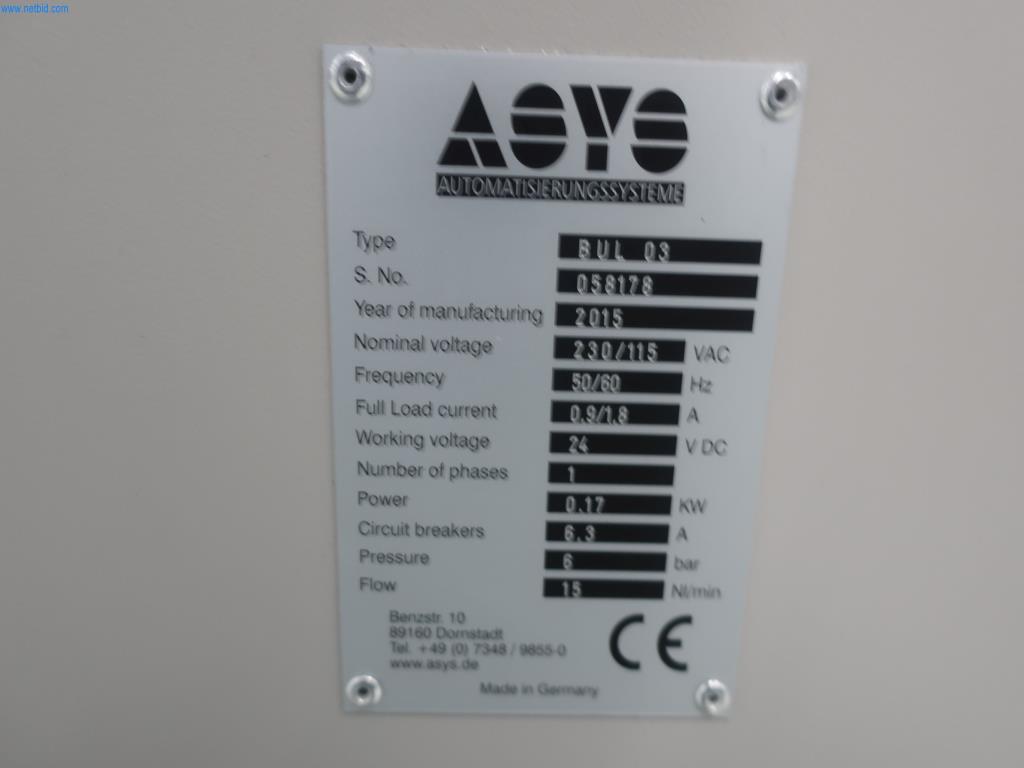 www.netbid.com
ASYS
AUTOMATISIERUNGSSYSTEME
Type BUL 03
S. No. 058178
Year of manufacturing 2015
Nominal voltage 230/115 VAC
Frequency 50/60 Hz
Full Load current 0.9/1.8 A
Working voltage 24 V DC
Number of phases 1
Power 0.17 KW
Circuit breakers 6.3 A
Pressure 6 bar
Flow 15 Nl/min
Benzstr. 10
89160 Dornstadt
Tel. +49 (0) 7348 / 9855-0
www.asys.de
CE
Made in Germany